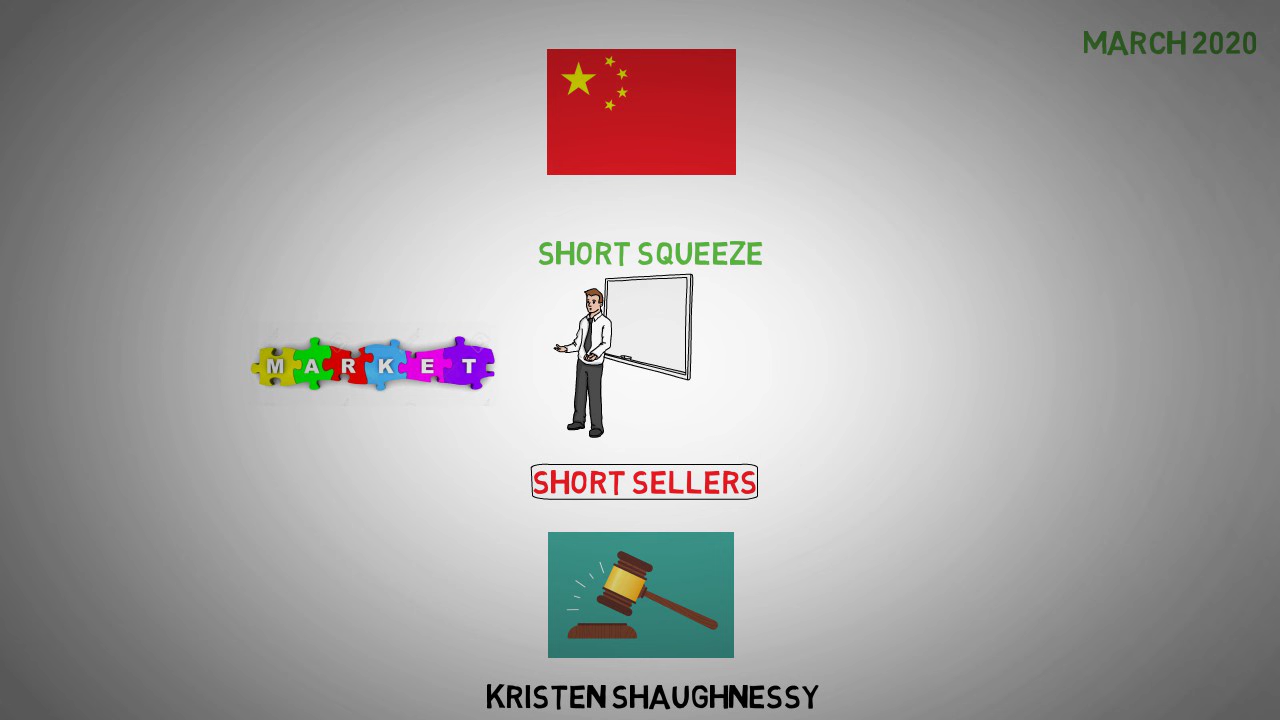 MARCH 2020
SHORT SQUEEZE
MARKET
SHORT SELLERS
KRISTEN SHAUGHNESSY